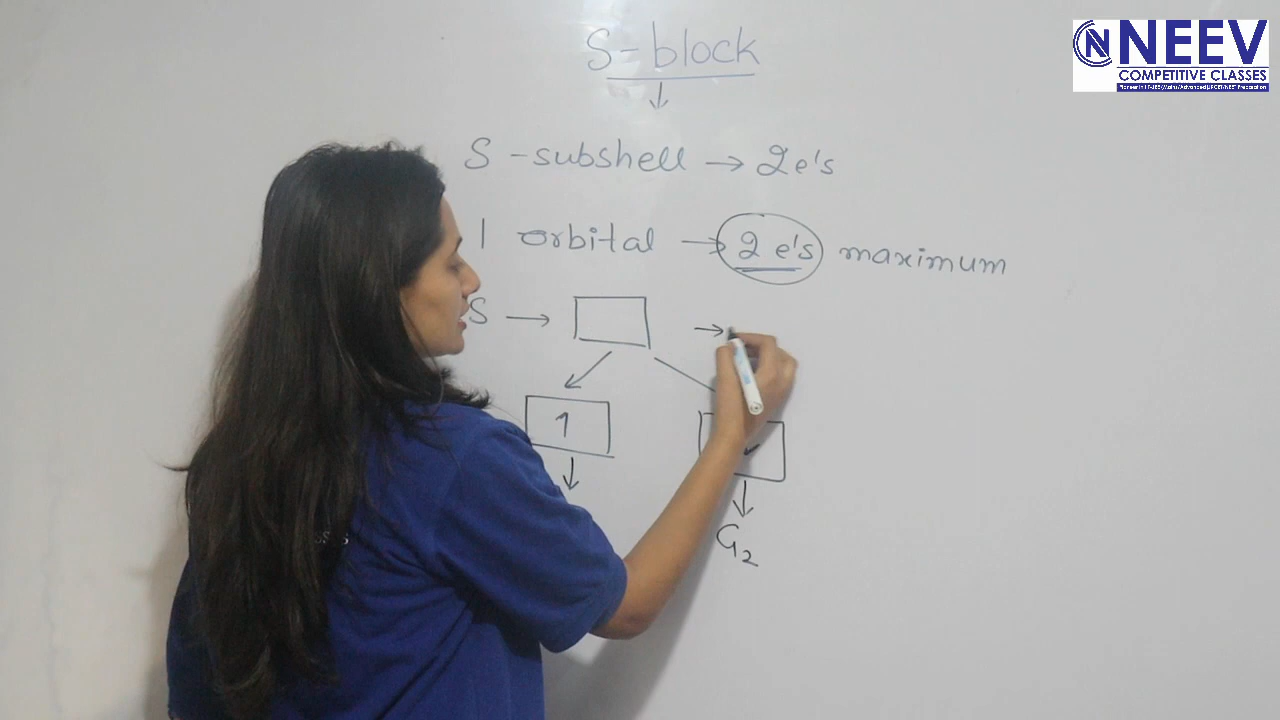 NEEV
COMPETITIVE CLASSES
S-block
↓
S -subshell → 2e's
1 orbital → 2 e's maximum
S → →
1
↓ ↓
G2